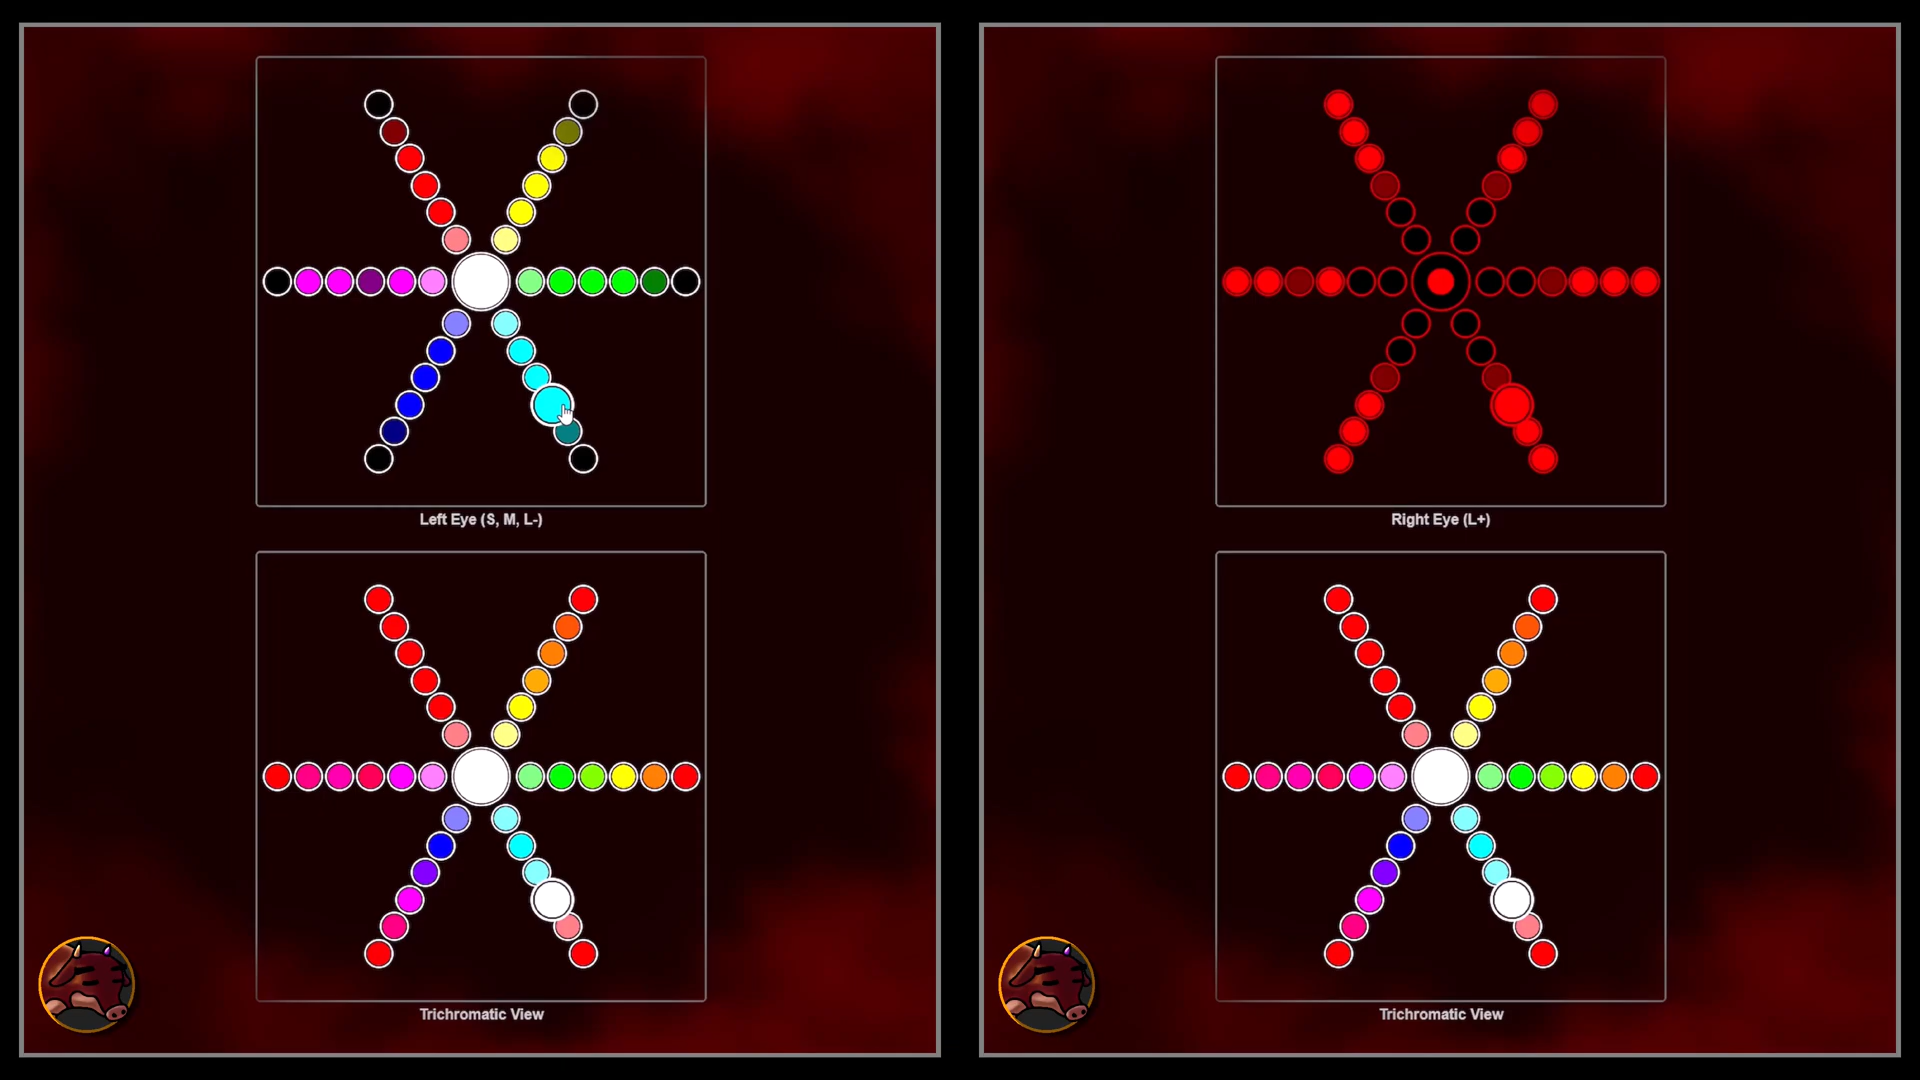 Left Eye (S, M, L-)
Right Eye (L+)
Trichromatic View
Trichromatic View